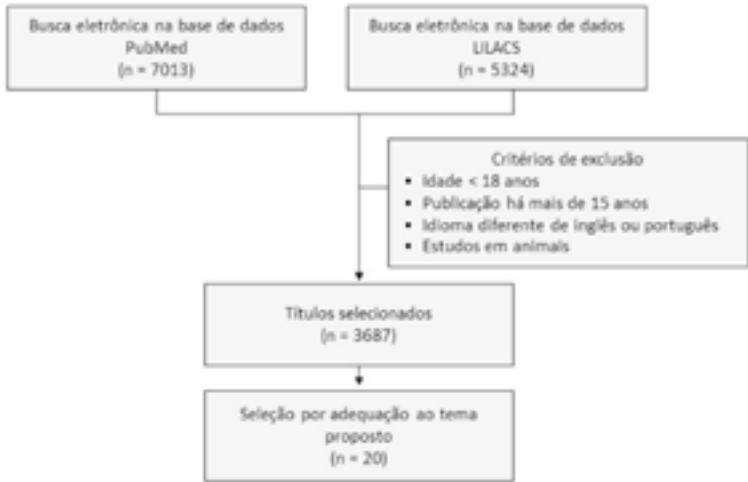 Busca eletrônica na base de dados
PubMed
(n = 7013)
Busca eletrônica na base de dados
LILACS
(n = 5324)
Critérios de exclusão
▪ Idade < 18 anos
▪ Publicação há mais de 15 anos
▪ Idioma diferente de inglês ou português
▪ Estudos em animais
Títulos selecionados
(n = 3687)
Seleção por adequação ao tema
proposto
(n = 20)